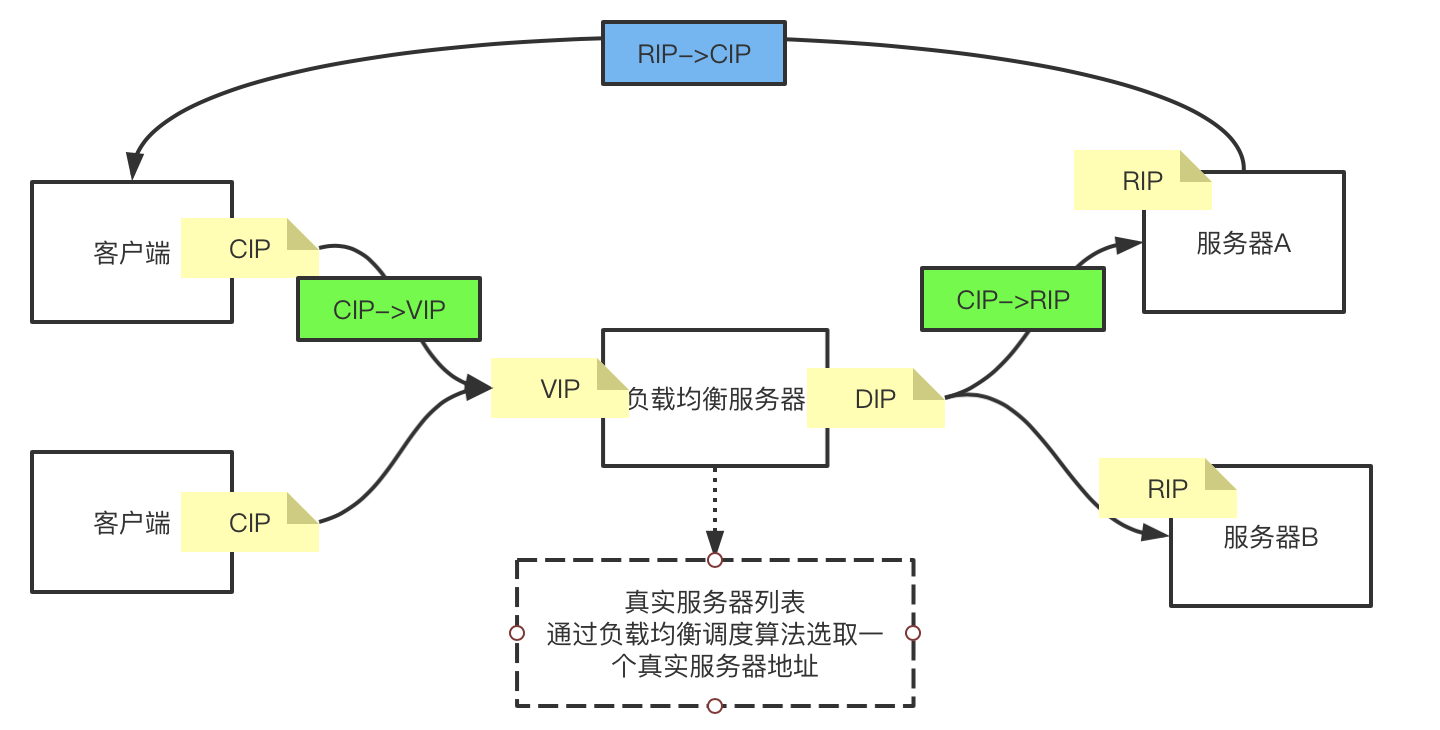 RIP->CIP
RIP
客户端
CIP
服务器A
CIP->VIP
CIP->RIP
VIP
负载均衡服务器
DIP
客户端
CIP
RIP
服务器B
真实服务器列表
通过负载均衡调度算法选取一
个真实服务器地址